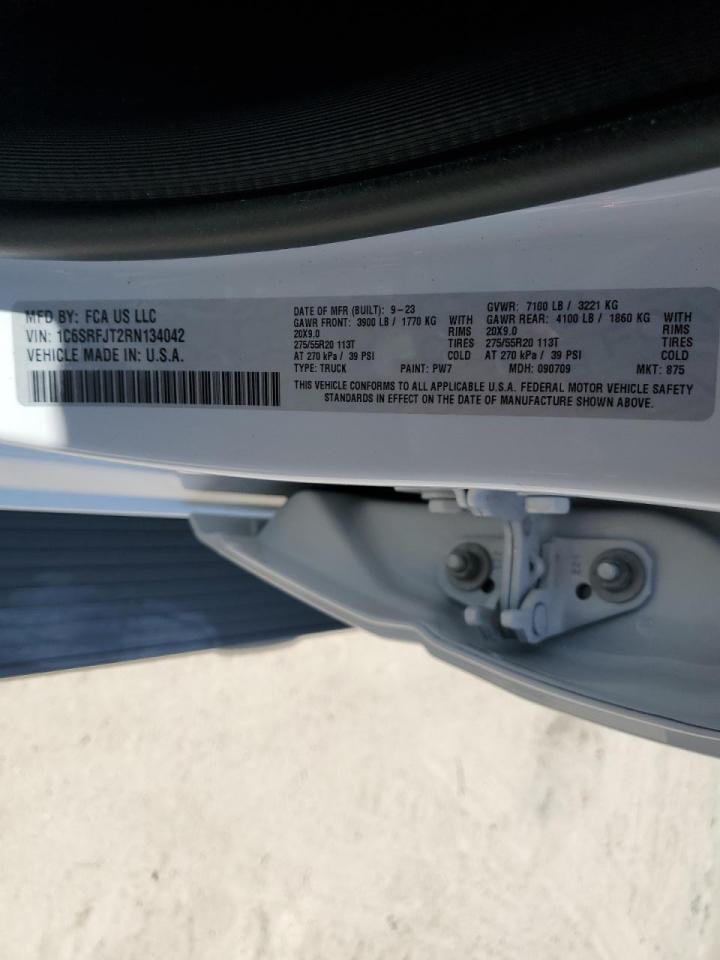 MFD BY: FCA US LLC
VIN: 1C6SRFJT2RN134042
VEHICLE MADE IN: U.S.A.
DATE OF MFR (BUILT): 9-23
GAWR FRONT: 3900 LB / 1770 KG WITH
20X9.0 RIMS
275/55R20 113T TIRES
AT 270 kPa / 39 PSI COLD
TYPE: TRUCK PAINT: PW7
GVWR: 7100 LB / 3221 KG
GAWR REAR: 4100 LB / 1860 KG WITH
20X9.0 RIMS
275/55R20 113T TIRES
AT 270 kPa / 39 PSI COLD
MDH: 090709 MKT: 875
THIS VEHICLE CONFORMS TO ALL APPLICABLE U.S.A. FEDERAL MOTOR VEHICLE SAFETY
STANDARDS IN EFFECT ON THE DATE OF MANUFACTURE SHOWN ABOVE.